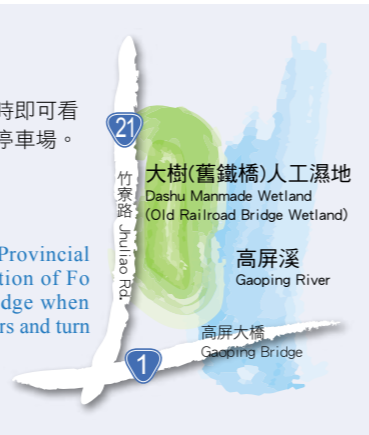 時即可看
停車場。
21
竹寮路 Jhuliao Rd.
大樹(舊鐵橋)人工濕地
Dashu Manmade Wetland
(Old Railroad Bridge Wetland)
Provincial
tion of Fo
dge when
rs and turn
高屏溪
Gaoping River
高屏大橋
Gaoping Bridge
1